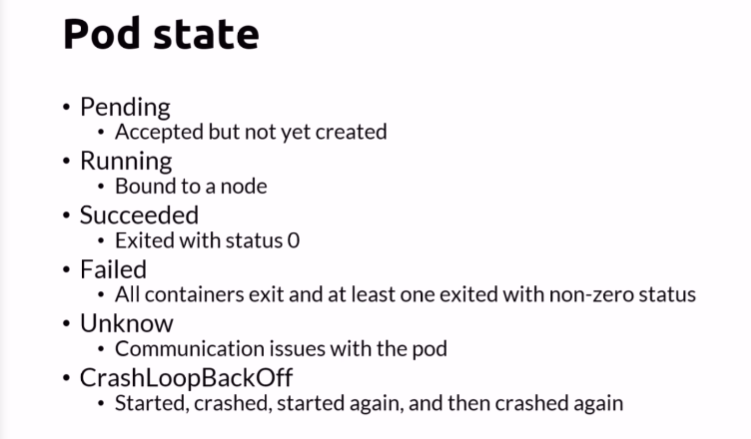 Pod state
• Pending
• Accepted but not yet created
• Running
• Bound to a node
• Succeeded
• Exited with status 0
• Failed
• All containers exit and at least one exited with non-zero status
• Unknow
• Communication issues with the pod
• CrashLoopBackOff
• Started, crashed, started again, and then crashed again